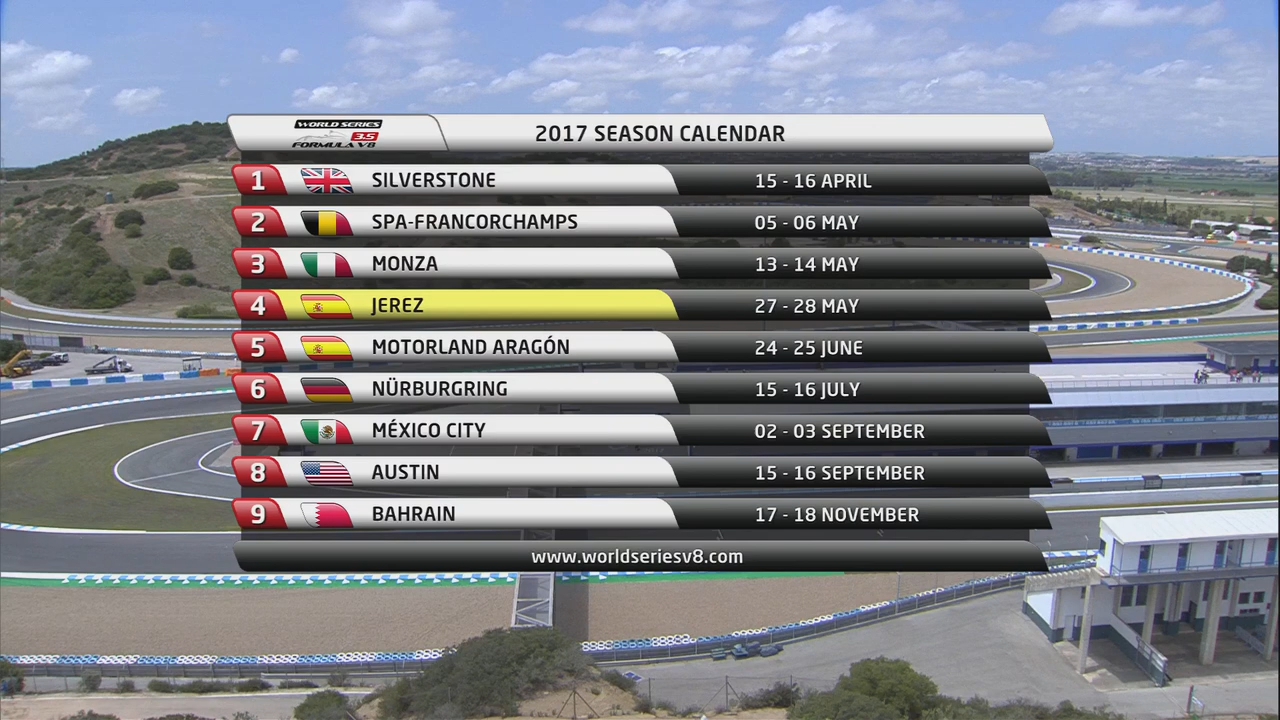 WORLD SERIES
3.5
FORMULA V8
2017 SEASON CALENDAR
1 SILVERSTONE 15 - 16 APRIL
2 SPA-FRANCORCHAMPS 05 - 06 MAY
3 MONZA 13 - 14 MAY
4 JEREZ 27 - 28 MAY
5 MOTORLAND ARAGÓN 24 - 25 JUNE
6 NÜRBURGRING 15 - 16 JULY
7 MÉXICO CITY 02 - 03 SEPTEMBER
8 AUSTIN 15 - 16 SEPTEMBER
9 BAHRAIN 17 - 18 NOVEMBER
www.worldseriesv8.com